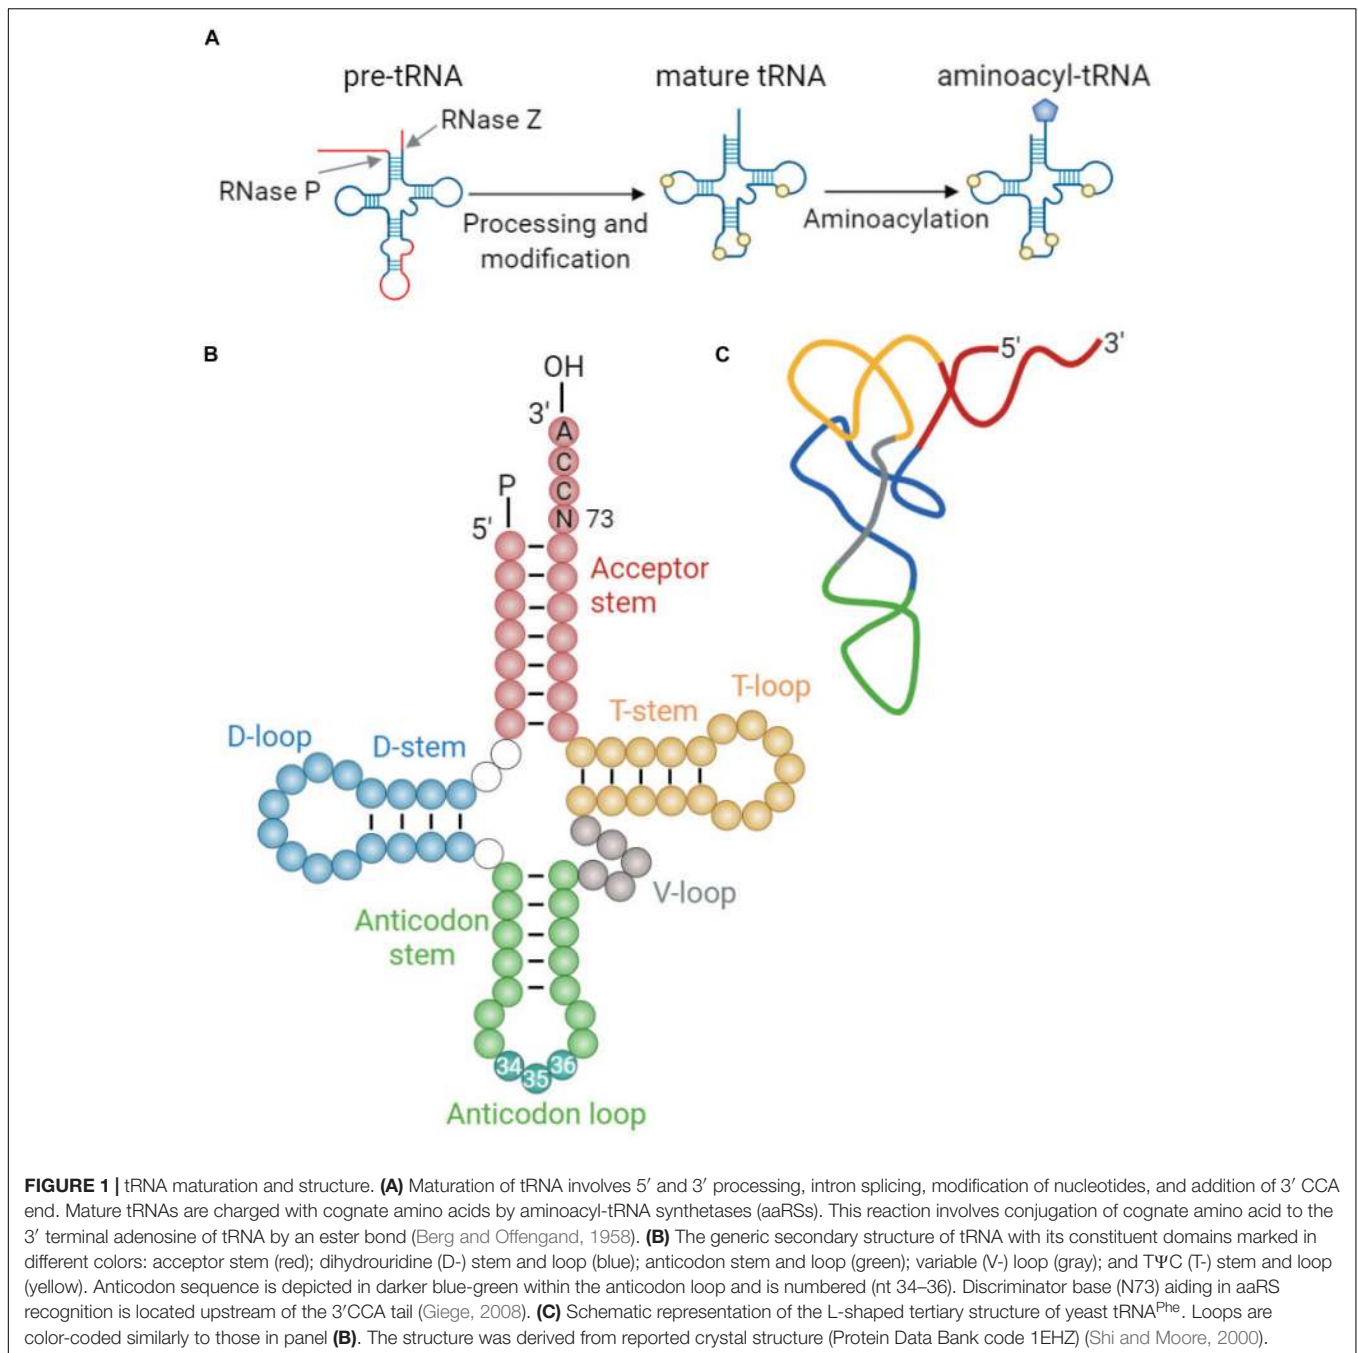 A
pre-tRNA
mature tRNA
aminoacyl-tRNA
RNase Z
RNase P
Processing and
modification
Aminoacylation
B
C
OH
3'
A
C
C
N 73
P
5'
Acceptor
stem
5'
3'
D-loop
D-stem
T-stem
T-loop
V-loop
Anticodon
stem
34
35
36
Anticodon loop
FIGURE 1 | tRNA maturation and structure. (A) Maturation of tRNA involves 5′ and 3′ processing, intron splicing, modification of nucleotides, and addition of 3′ CCA
end. Mature tRNAs are charged with cognate amino acids by aminoacyl-tRNA synthetases (aaRSs). This reaction involves conjugation of cognate amino acid to the
3′ terminal adenosine of tRNA by an ester bond (Berg and Offengand, 1958). (B) The generic secondary structure of tRNA with its constituent domains marked in
different colors: acceptor stem (red); dihydrouridine (D-) stem and loop (blue); anticodon stem and loop (green); variable (V-) loop (gray); and TΨC (T-) stem and loop
(yellow). Anticodon sequence is depicted in darker blue-green within the anticodon loop and is numbered (nt 34–36). Discriminator base (N73) aiding in aaRS
recognition is located upstream of the 3′CCA tail (Giege, 2008). (C) Schematic representation of the L-shaped tertiary structure of yeast tRNAPhe. Loops are
color-coded similarly to those in panel (B). The structure was derived from reported crystal structure (Protein Data Bank code 1EHZ) (Shi and Moore, 2000).